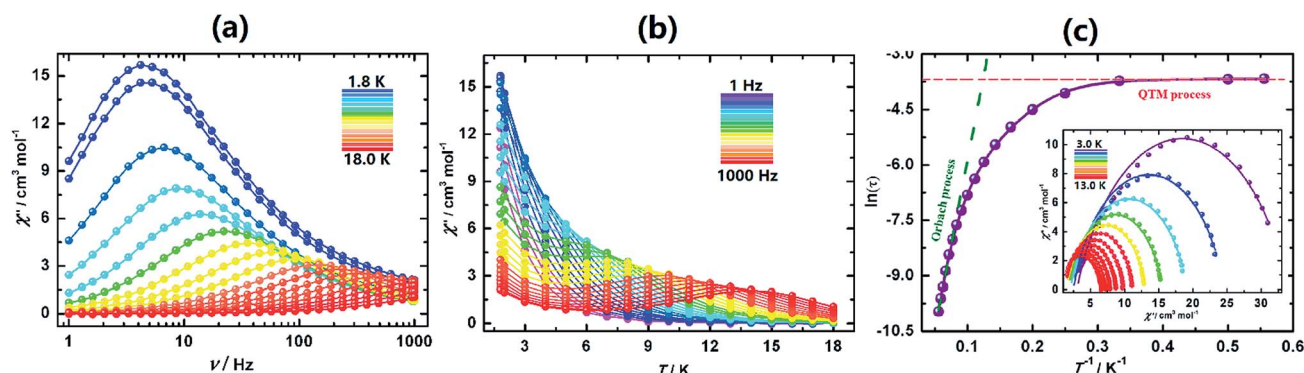 (a)
(b)
(c)
15
12
9
6
3
0
χ'' / cm³ mol⁻¹
1.8 K
18.0 K
1
10
100
1000
ν / Hz
15
12
9
6
3
0
χ'' / cm³ mol⁻¹
1 Hz
1000 Hz
3
6
9
12
15
18
T / K
-3.0
-4.5
-6.0
-7.5
-9.0
-10.5
ln(τ)
QTM process
Orbach process
0.1
0.2
0.3
0.4
0.5
0.6
T⁻¹ / K⁻¹
10
8
6
4
2
0
χ'' / cm³ mol⁻¹
3.0 K
13.0 K
5
10
15
20
25
30
χ' / cm³ mol⁻¹